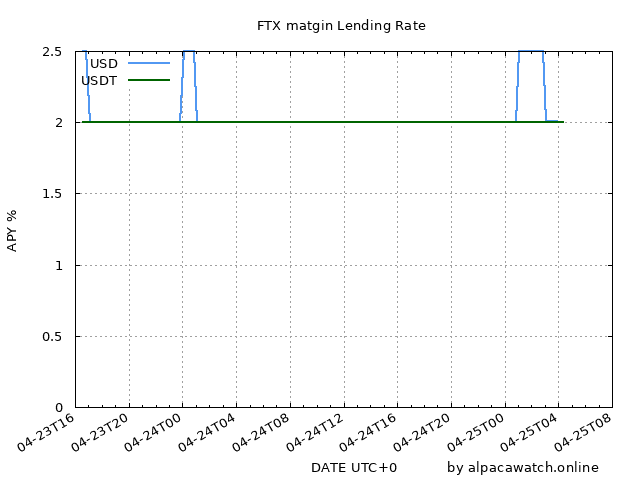 FTX matgin Lending Rate
2.5
USD
USDT
2
1.5
APY %
1
0.5
0
04-23T16
04-23T20
04-24T00
04-24T04
04-24T08
04-24T12
04-24T16
04-24T20
04-25T00
04-25T04
04-25T08
DATE UTC+0
by alpacawatch.online